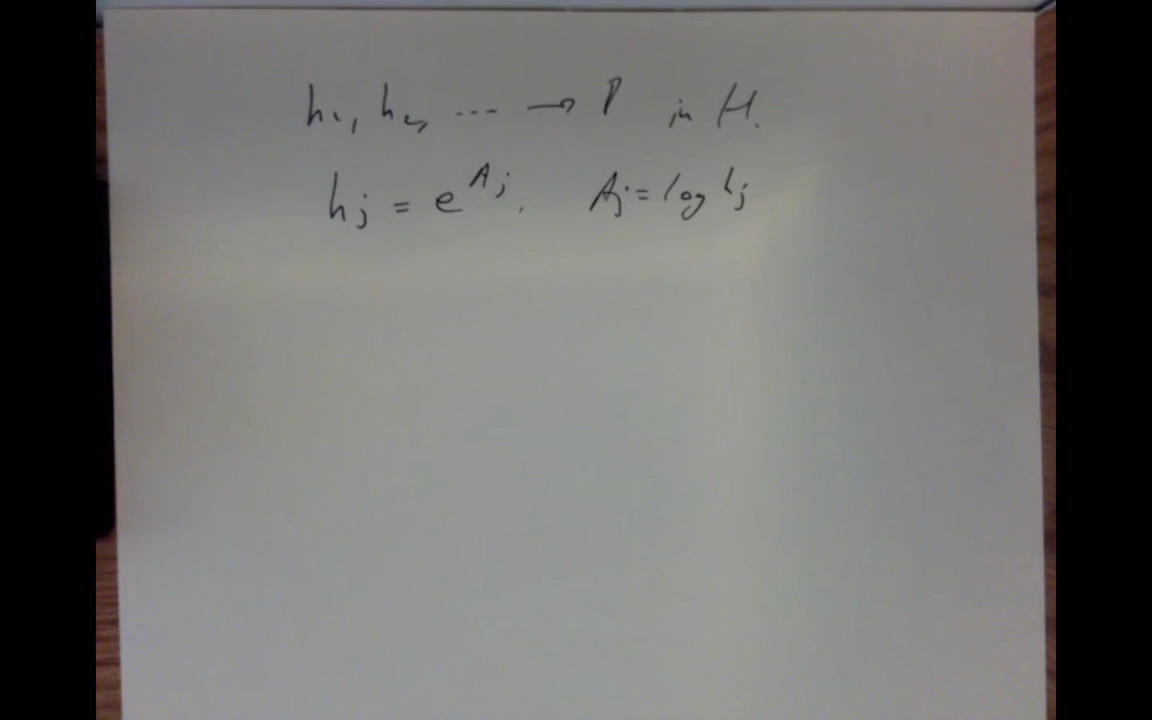 h₁, h₂, ... → 1 in H.
hⱼ = e^{Aⱼ}. Aⱼ = log hⱼ